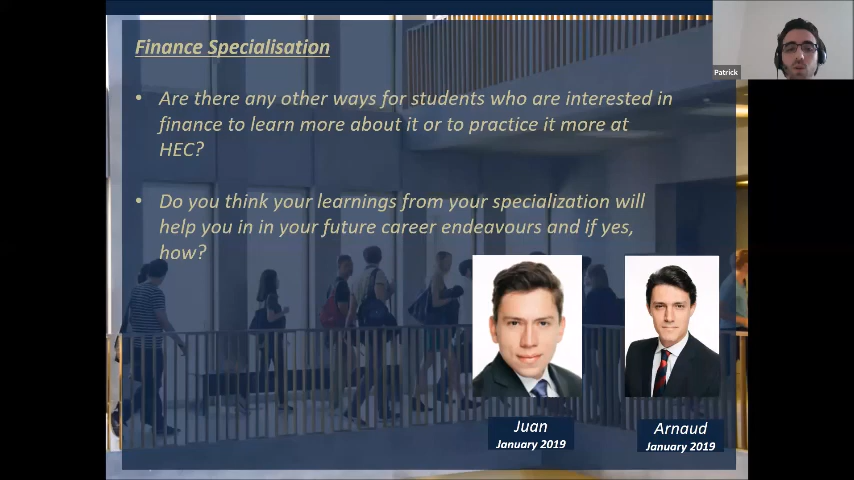 Finance Specialisation
Patrick
• Are there any other ways for students who are interested in
finance to learn more about it or to practice it more at
HEC?
• Do you think your learnings from your specialization will
help you in in your future career endeavours and if yes,
how?
Juan
January 2019
Arnaud
January 2019